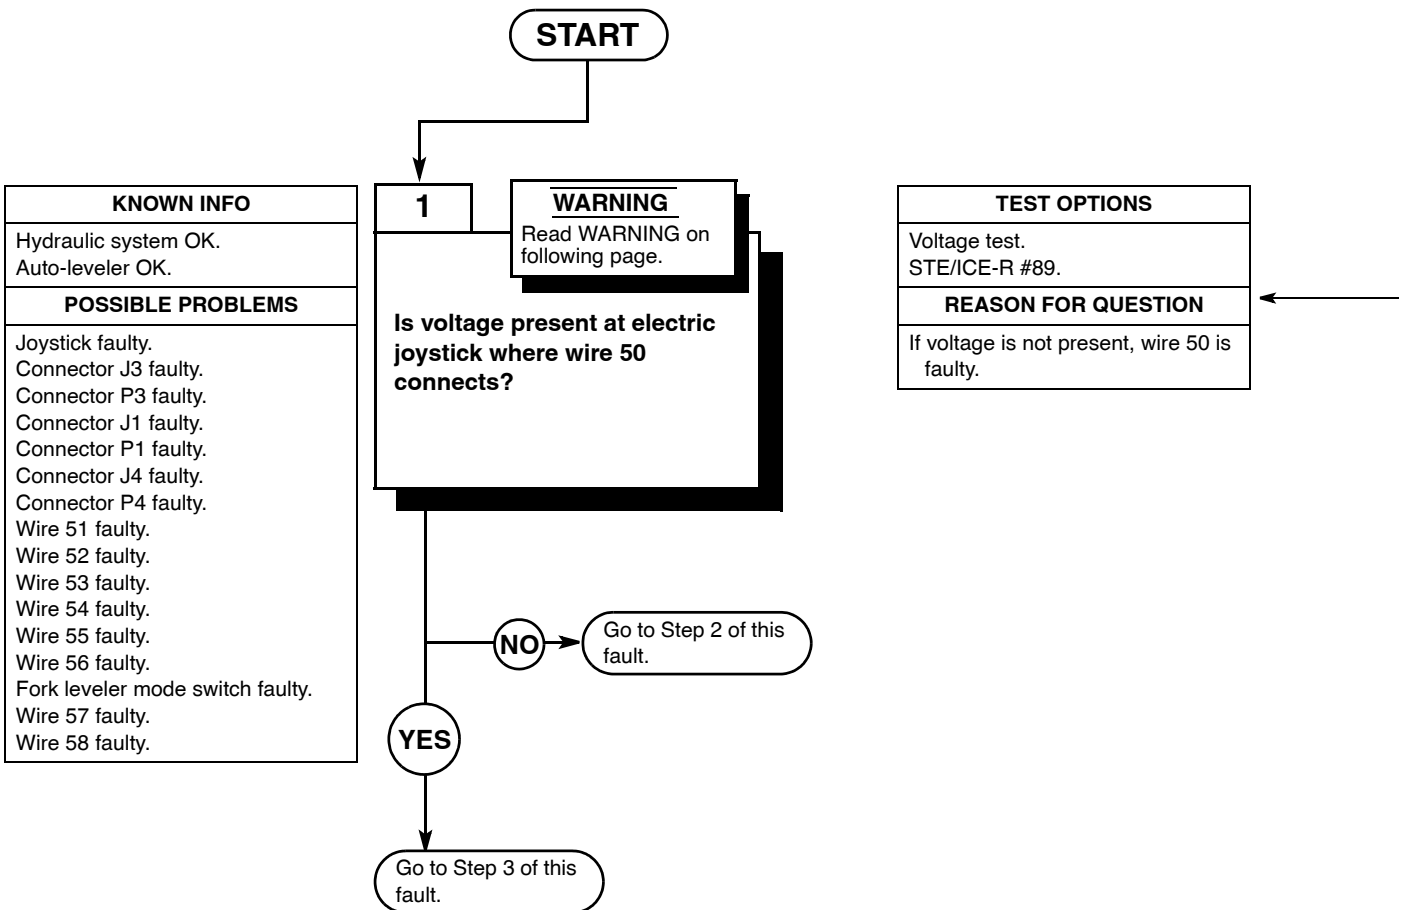 START
KNOWN INFO
Hydraulic system OK.
Auto-leveler OK.
POSSIBLE PROBLEMS
Joystick faulty.
Connector J3 faulty.
Connector P3 faulty.
Connector J1 faulty.
Connector P1 faulty.
Connector J4 faulty.
Connector P4 faulty.
Wire 51 faulty.
Wire 52 faulty.
Wire 53 faulty.
Wire 54 faulty.
Wire 55 faulty.
Wire 56 faulty.
Fork leveler mode switch faulty.
Wire 57 faulty.
Wire 58 faulty.
1
WARNING
Read WARNING on
following page.
Is voltage present at electric
joystick where wire 50
connects?
NO
Go to Step 2 of this
fault.
YES
Go to Step 3 of this
fault.
TEST OPTIONS
Voltage test.
STE/ICE-R #89.
REASON FOR QUESTION
If voltage is not present, wire 50 is
faulty.